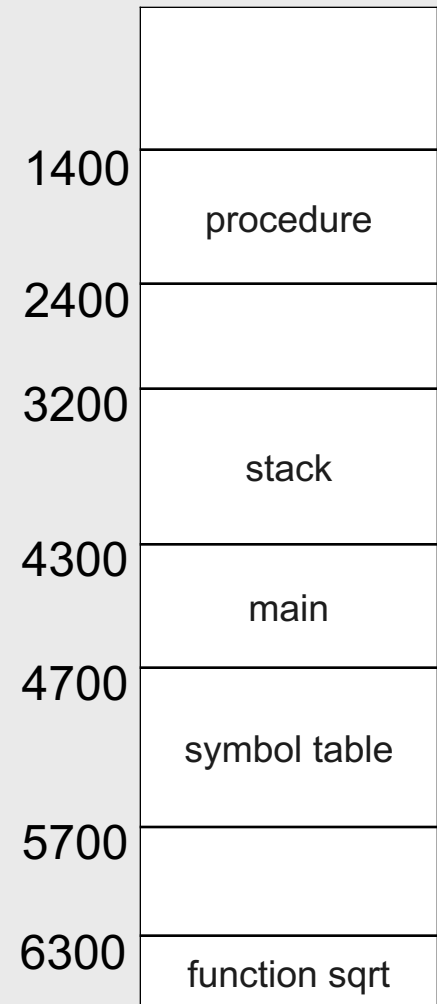 1400
procedure
2400
3200
stack
4300
main
4700
symbol table
5700
6300
function sqrt